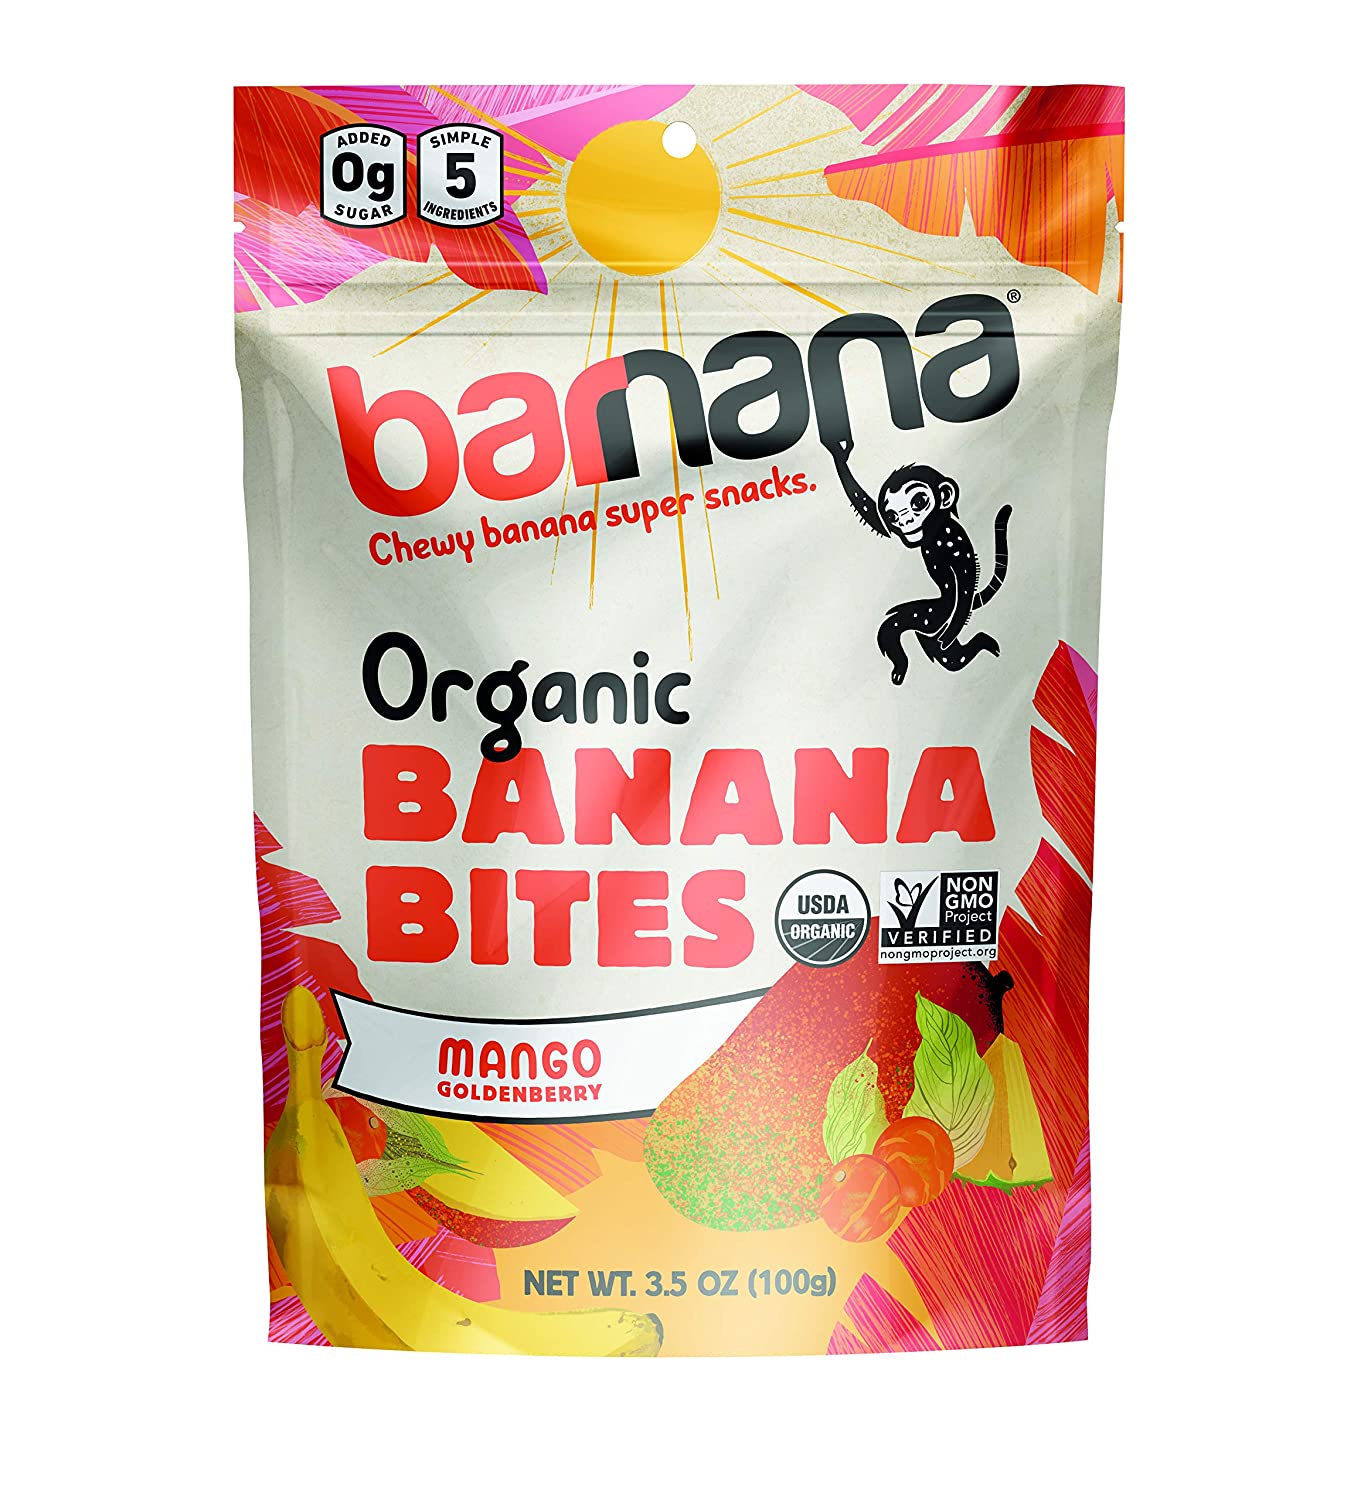 ADDED
0g
SUGAR
SIMPLE
5
INGREDIENTS
barnana®
Chewy banana super snacks.
Organic
BANANA
BITES
USDA
ORGANIC
NON
GMO
Project
VERIFIED
nongmoproject.org
MANGO
GOLDENBERRY
NET WT. 3.5 OZ (100g)